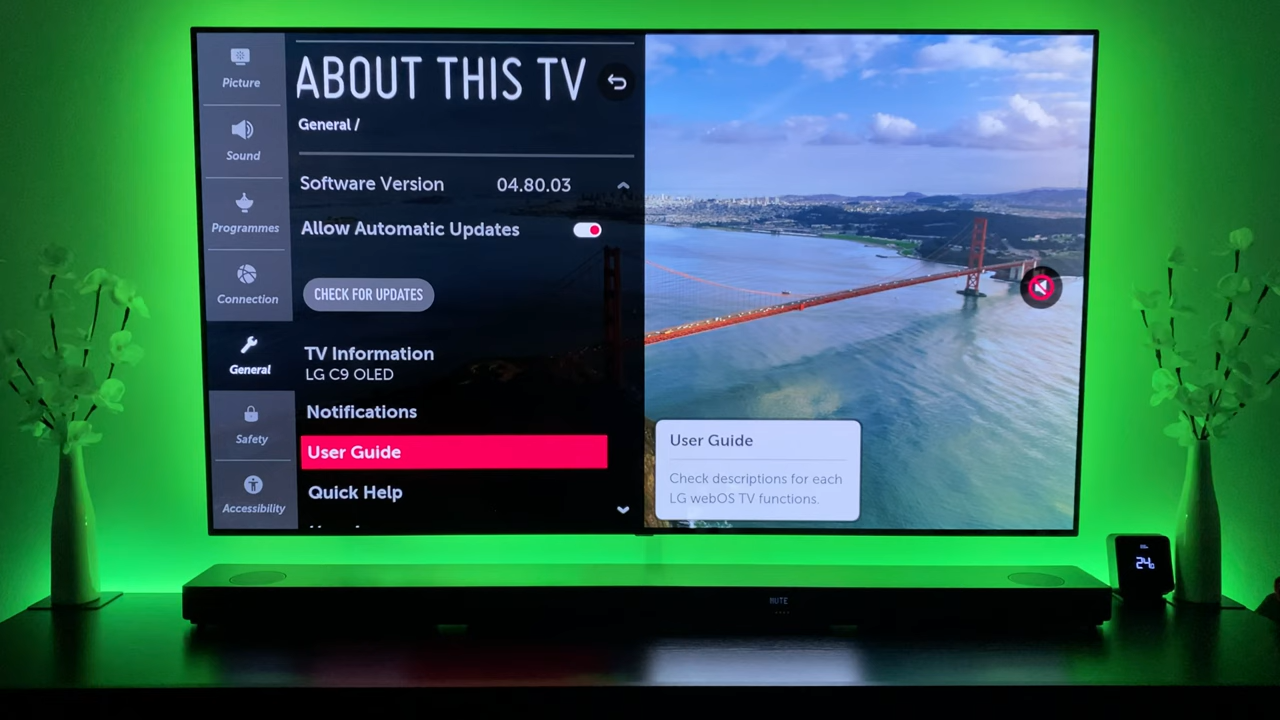 Picture
Sound
Programmes
Connection
General
Safety
Accessibility
ABOUT THIS TV
General /
Software Version 04.80.03
Allow Automatic Updates
CHECK FOR UPDATES
TV Information
LG C9 OLED
Notifications
User Guide
Quick Help
User Guide
Check descriptions for each
LG webOS TV functions.
MUTE
24